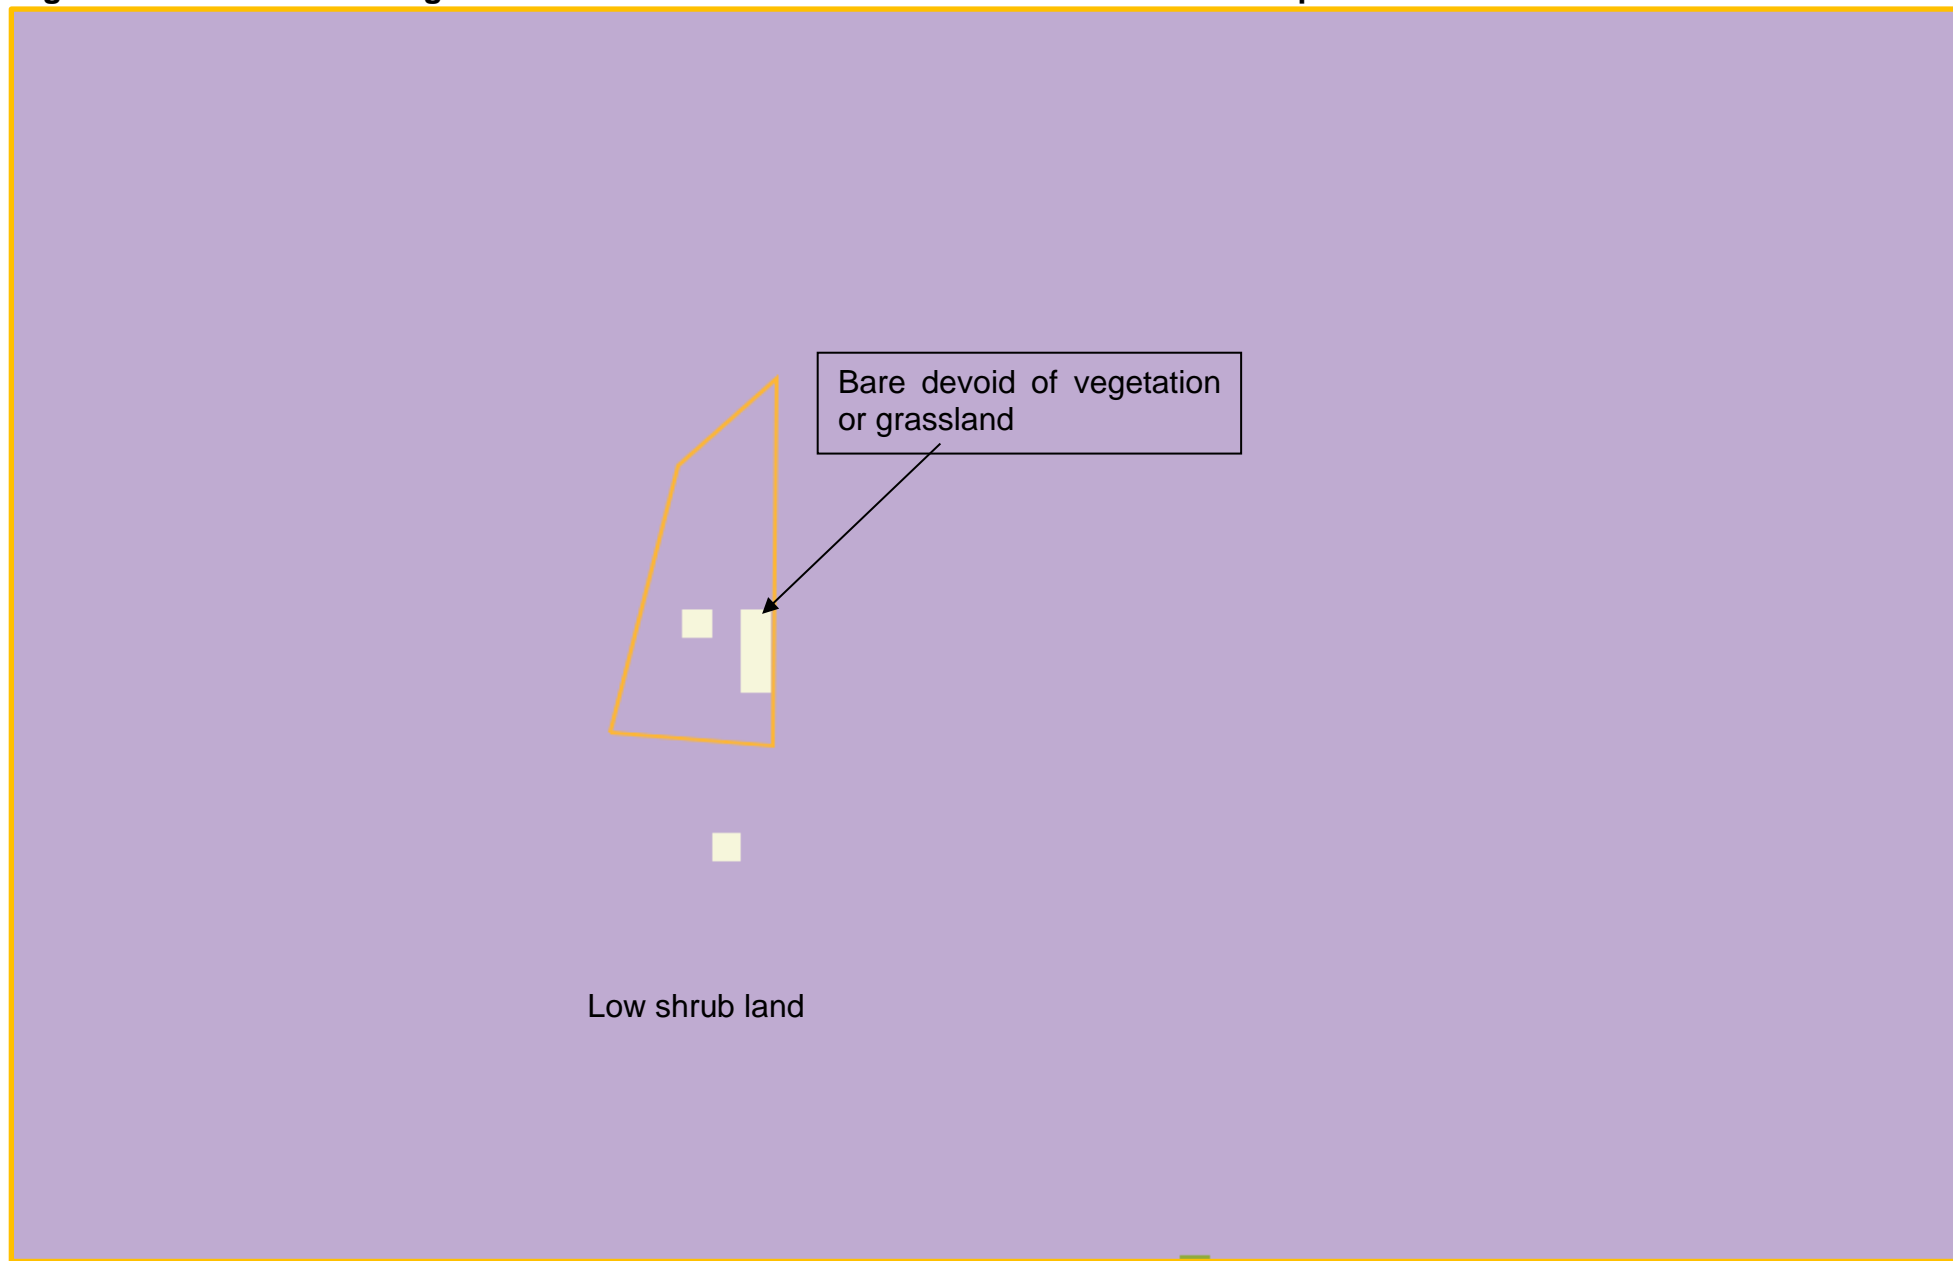 Bare devoid of vegetation
or grassland
Low shrub land